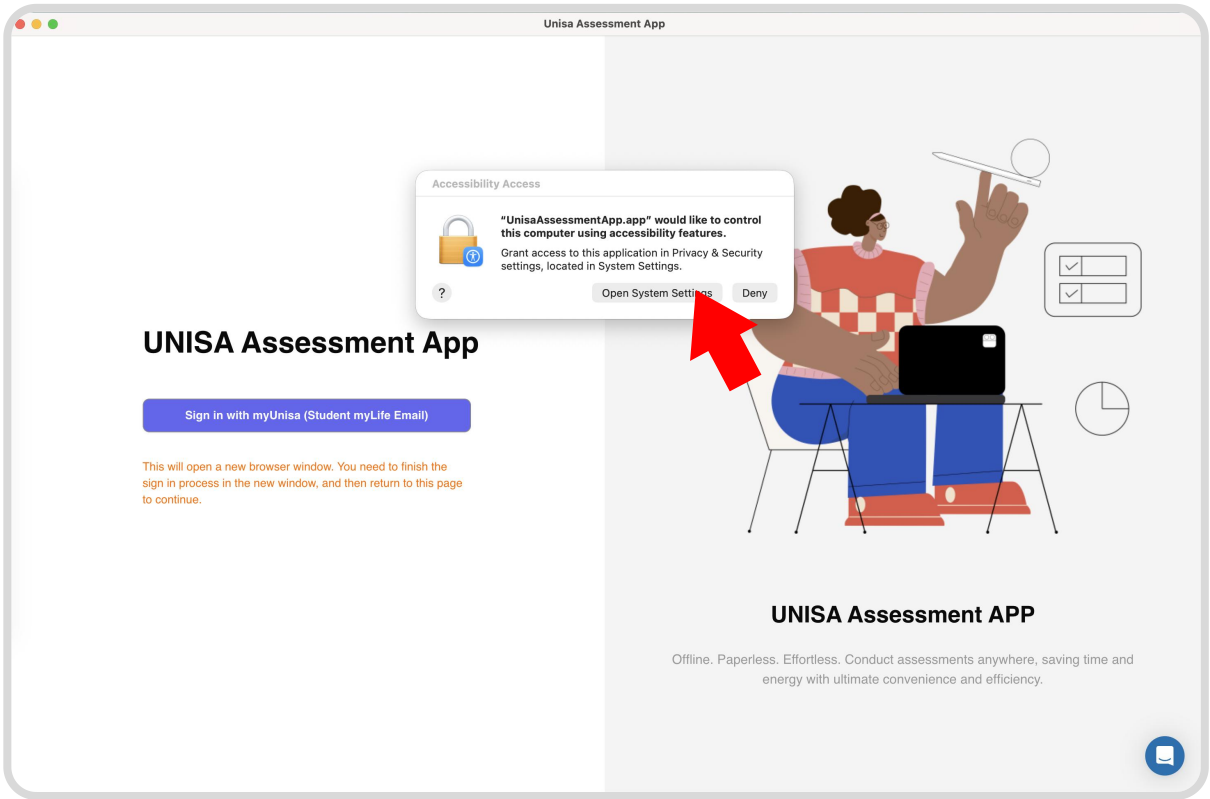 Unisa Assessment App
Accessibility Access
“UnisaAssessmentApp.app” would like to control
this computer using accessibility features.
Grant access to this application in Privacy & Security
settings, located in System Settings.
?
Open System Settings
Deny
UNISA Assessment App
Sign in with myUnisa (Student myLife Email)
This will open a new browser window. You need to finish the
sign in process in the new window, and then return to this page
to continue.
UNISA Assessment APP
Offline. Paperless. Effortless. Conduct assessments anywhere, saving time and
energy with ultimate convenience and efficiency.